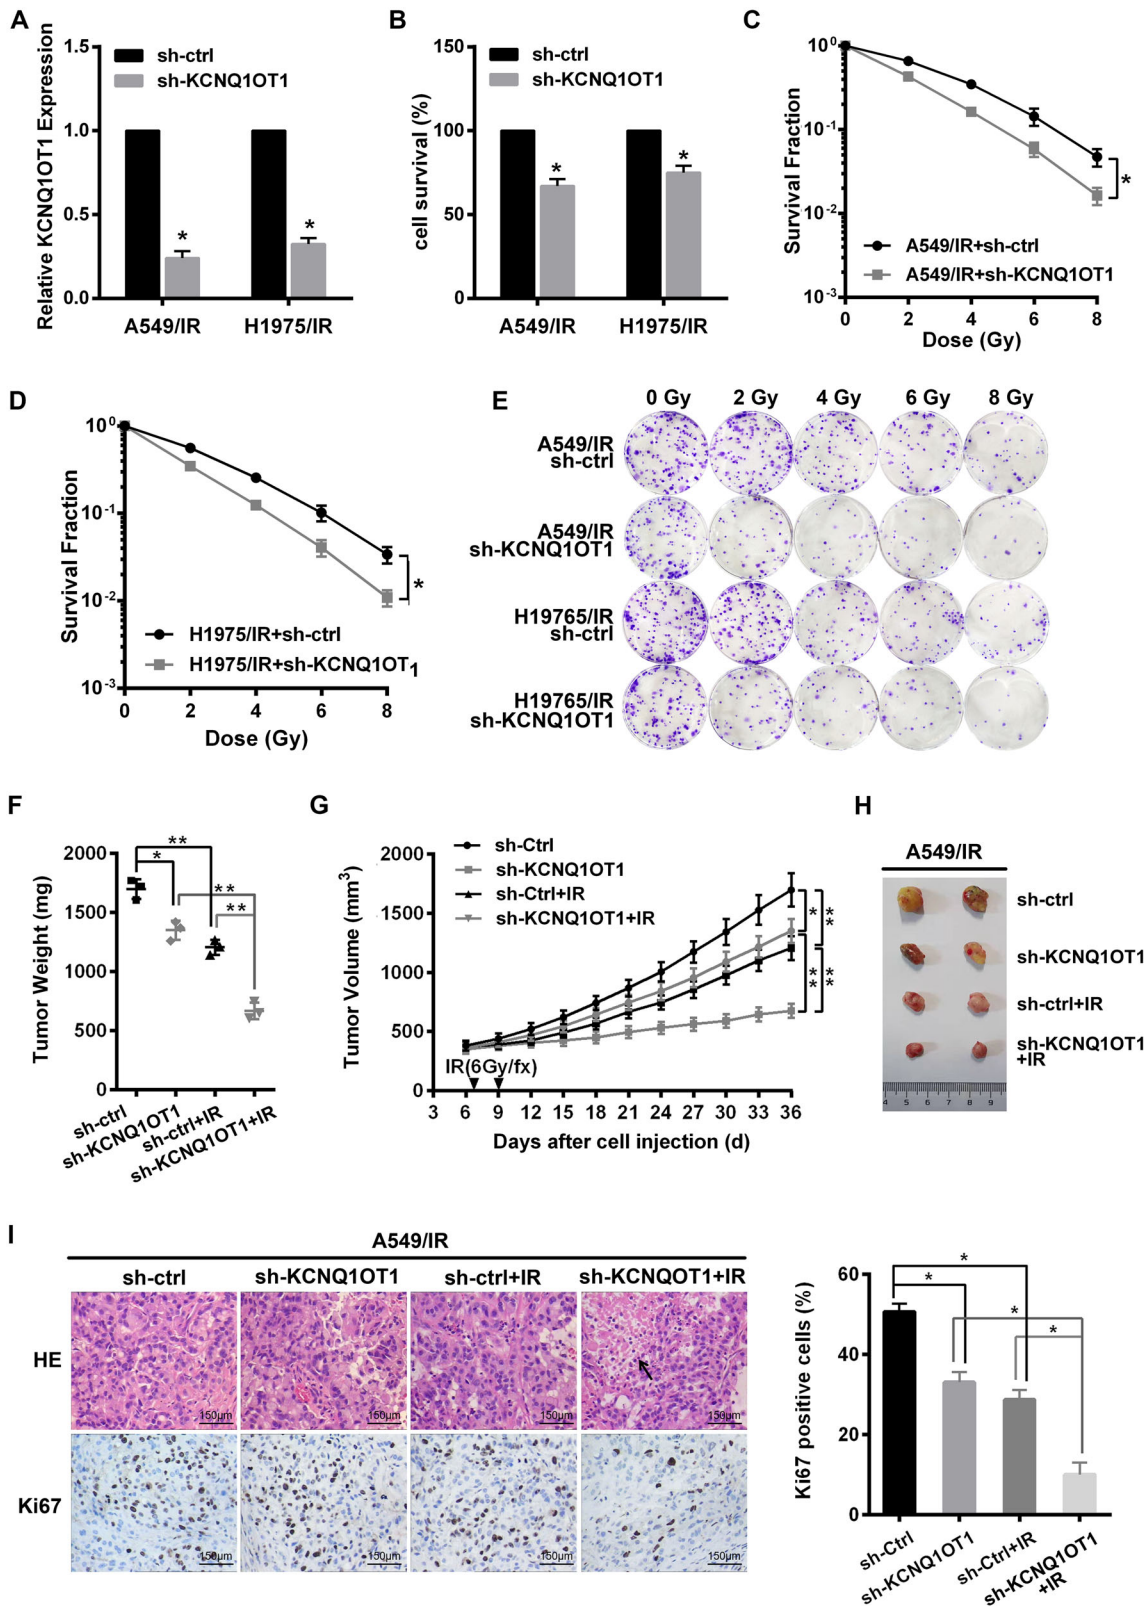 A
Relative KCNQ1OT1 Expression
1.5
1.0
0.5
0.0
sh-ctrl
sh-KCNQ1OT1
*
*
A549/IR
H1975/IR
B
cell survival (%)
150
100
50
0
sh-ctrl
sh-KCNQ1OT1
*
*
A549/IR
H1975/IR
C
Survival Fraction
10⁰
10⁻¹
10⁻²
10⁻³
*
A549/IR+sh-ctrl
A549/IR+sh-KCNQ1OT1
0 2 4 6 8
Dose (Gy)
D
Survival Fraction
10⁰
10⁻¹
10⁻²
10⁻³
*
H1975/IR+sh-ctrl
H1975/IR+sh-KCNQ1OT1
0 2 4 6 8
Dose (Gy)
E
0 Gy 2 Gy 4 Gy 6 Gy 8 Gy
A549/IR
sh-ctrl
A549/IR
sh-KCNQ1OT1
H19765/IR
sh-ctrl
H19765/IR
sh-KCNQ1OT1
F
Tumor Weight (mg)
2000
1500
1000
500
0
**
*
**
**
sh-ctrl
sh-KCNQ1OT1
sh-ctrl+IR
sh-KCNQ1OT1+IR
G
Tumor Volume (mm³)
2000
1500
1000
500
0
sh-Ctrl
sh-KCNQ1OT1
sh-Ctrl+IR
sh-KCNQ1OT1+IR
**
**
**
**
IR(6Gy/fx)
3 6 9 12 15 18 21 24 27 30 33 36
Days after cell injection (d)
H
A549/IR
sh-ctrl
sh-KCNQ1OT1
sh-ctrl+IR
sh-KCNQ1OT1
+IR
4 5 6 7 8 9
I
A549/IR
sh-ctrl sh-KCNQ1OT1 sh-ctrl+IR sh-KCNQOT1+IR
HE
150µm 150µm 150µm 150µm
Ki67
150µm 150µm 150µm 150µm
Ki67 positive cells (%)
60
40
20
0
*
*
*
*
sh-Ctrl
sh-KCNQ1OT1
sh-Ctrl+IR
sh-KCNQ1OT1
+IR